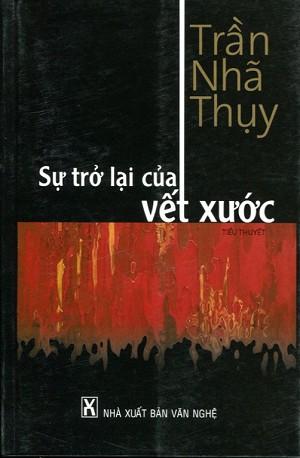 Trần
Nhã
Thụy
Sự trở lại của
vết xước
TIỂU THUYẾT
NHÀ XUẤT BẢN VĂN NGHỆ